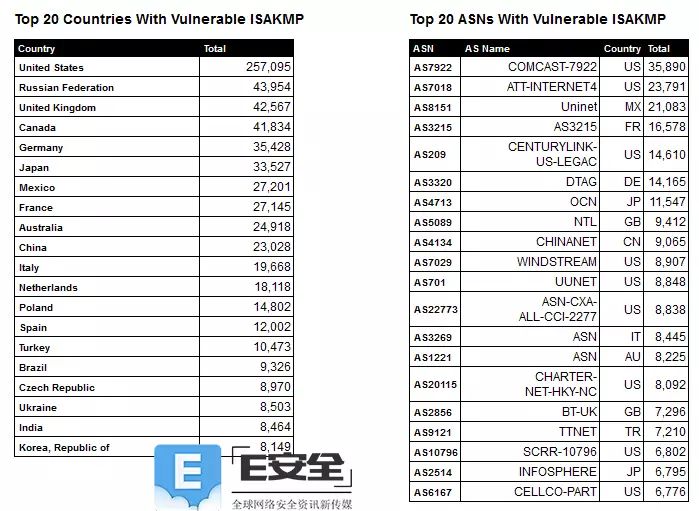 Top 20 Countries With Vulnerable ISAKMP
Country Total
United States 257,095
Russian Federation 43,954
United Kingdom 42,567
Canada 41,834
Germany 35,428
Japan 33,527
Mexico 27,201
France 27,145
Australia 24,918
China 23,028
Italy 19,668
Netherlands 18,118
Poland 14,802
Spain 12,002
Turkey 10,473
Brazil 9,326
Czech Republic 8,970
Ukraine 8,503
India 8,464
Korea, Republic of 8,149
Top 20 ASNs With Vulnerable ISAKMP
ASN AS Name Country Total
AS7922 COMCAST-7922 US 35,890
AS7018 ATT-INTERNET4 US 23,791
AS8151 Uninet MX 21,083
AS3215 AS3215 FR 16,578
AS209 CENTURYLINK-
US-LEGAC US 14,610
AS3320 DTAG DE 14,165
AS4713 OCN JP 11,547
AS5089 NTL GB 9,412
AS4134 CHINANET CN 9,065
AS7029 WINDSTREAM US 8,907
AS701 UUNET US 8,848
AS22773 ASN-CXA-
ALL-CCI-2277 US 8,838
AS3269 ASN IT 8,445
AS1221 ASN AU 8,225
AS20115 CHARTER-
NET-HKY-NC US 8,092
AS2856 BT-UK GB 7,296
AS9121 TTNET TR 7,210
AS10796 SCRR-10796 US 6,802
AS2514 INFOSPHERE JP 6,795
AS6167 CELLCO-PART US 6,776
E
E安全
全球网络安全资讯新传媒